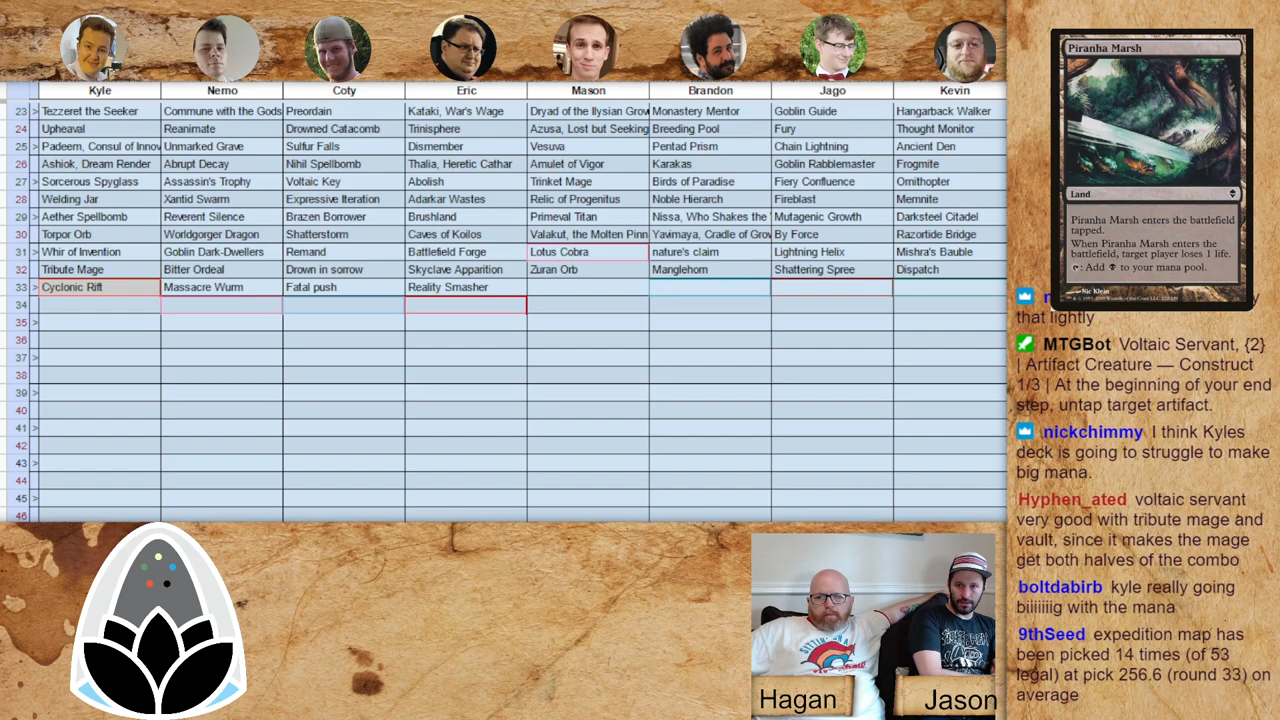 Kyle Nemo Coty Eric Mason Brandon Jago Kevin
23 > Tezzeret the Seeker Commune with the Gods Preordain Kataki, War's Wage Dryad of the Ilysian Grov Monastery Mentor Goblin Guide Hangarback Walker
24 Upheaval Reanimate Drowned Catacomb Trinisphere Azusa, Lost but Seeking Breeding Pool Fury Thought Monitor
25 > Padeem, Consul of Innov Unmarked Grave Sulfur Falls Dismember Vesuva Pentad Prism Chain Lightning Ancient Den
26 Ashiok, Dream Render Abrupt Decay Nihil Spellbomb Thalia, Heretic Cathar Amulet of Vigor Karakas Goblin Rabblemaster Frogmite
27 > Sorcerous Spyglass Assassin's Trophy Voltaic Key Abolish Trinket Mage Birds of Paradise Fiery Confluence Ornithopter
28 Welding Jar Xantid Swarm Expressive Iteration Adarkar Wastes Relic of Progenitus Noble Hierarch Fireblast Memnite
29 > Aether Spellbomb Reverent Silence Brazen Borrower Brushland Primeval Titan Nissa, Who Shakes the Mutagenic Growth Darksteel Citadel
30 Torpor Orb Worldgorger Dragon Shatterstorm Caves of Koilos Valakut, the Molten Pinn Yavimaya, Cradle of Grov By Force Razortide Bridge
31 > Whir of Invention Goblin Dark-Dwellers Remand Battlefield Forge Lotus Cobra nature's claim Lightning Helix Mishra's Bauble
32 Tribute Mage Bitter Ordeal Drown in sorrow Skyclave Apparition Zuran Orb Manglehorn Shattering Spree Dispatch
33 > Cyclonic Rift Massacre Wurm Fatal push Reality Smasher
34
35 >
36
37 >
38
39 >
40
41 >
42
43 >
44
45 >
46
Piranha Marsh
Land
Piranha Marsh enters the battlefield
tapped.
When Piranha Marsh enters the
battlefield, target player loses 1 life.
: Add to your mana pool.
Nic Klein
that lightly
MTGBot Voltaic Servant, {2}
| Artifact Creature — Construct
1/3 | At the beginning of your end
step, untap target artifact.
nickchimmy I think Kyles
deck is going to struggle to make
big mana.
Hyphen_ated voltaic servant
very good with tribute mage and
vault, since it makes the mage
get both halves of the combo
boltdabirb kyle really going
biiiiiiig with the mana
9thSeed expedition map has
been picked 14 times (of 53
legal) at pick 256.6 (round 33) on
average
Hagan
Jason